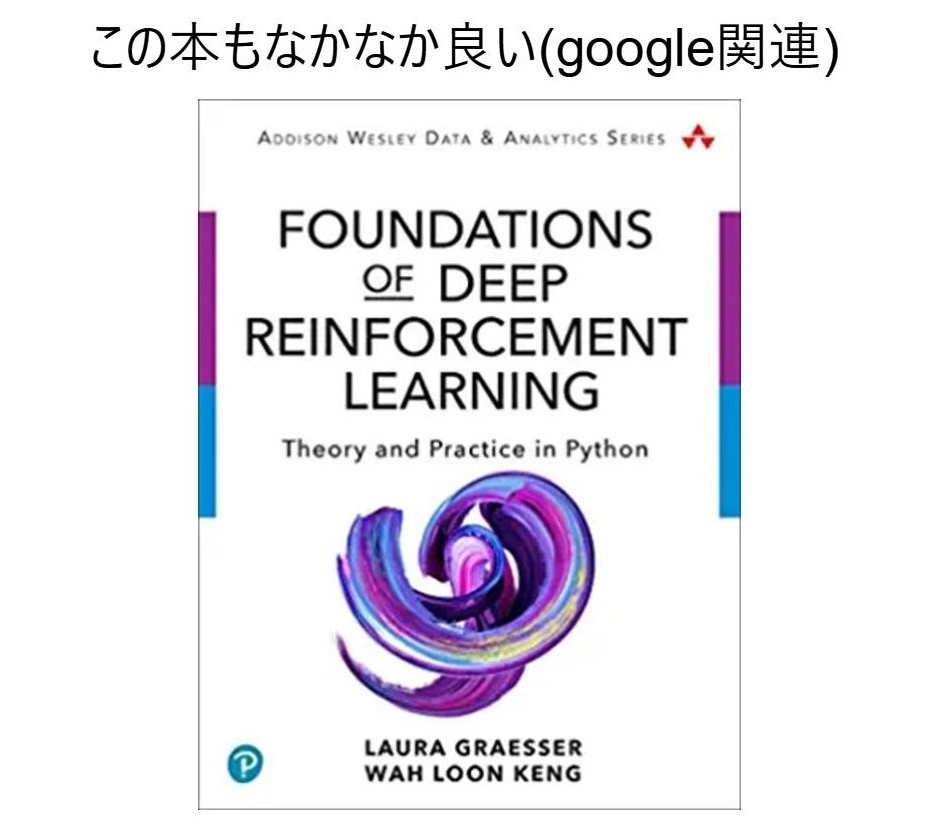 この本もなかなか良い(google関連)
ADDISON WESLEY DATA & ANALYTICS SERIES
FOUNDATIONS
OF DEEP
REINFORCEMENT
LEARNING
Theory and Practice in Python
LAURA GRAESSER
WAH LOON KENG
P